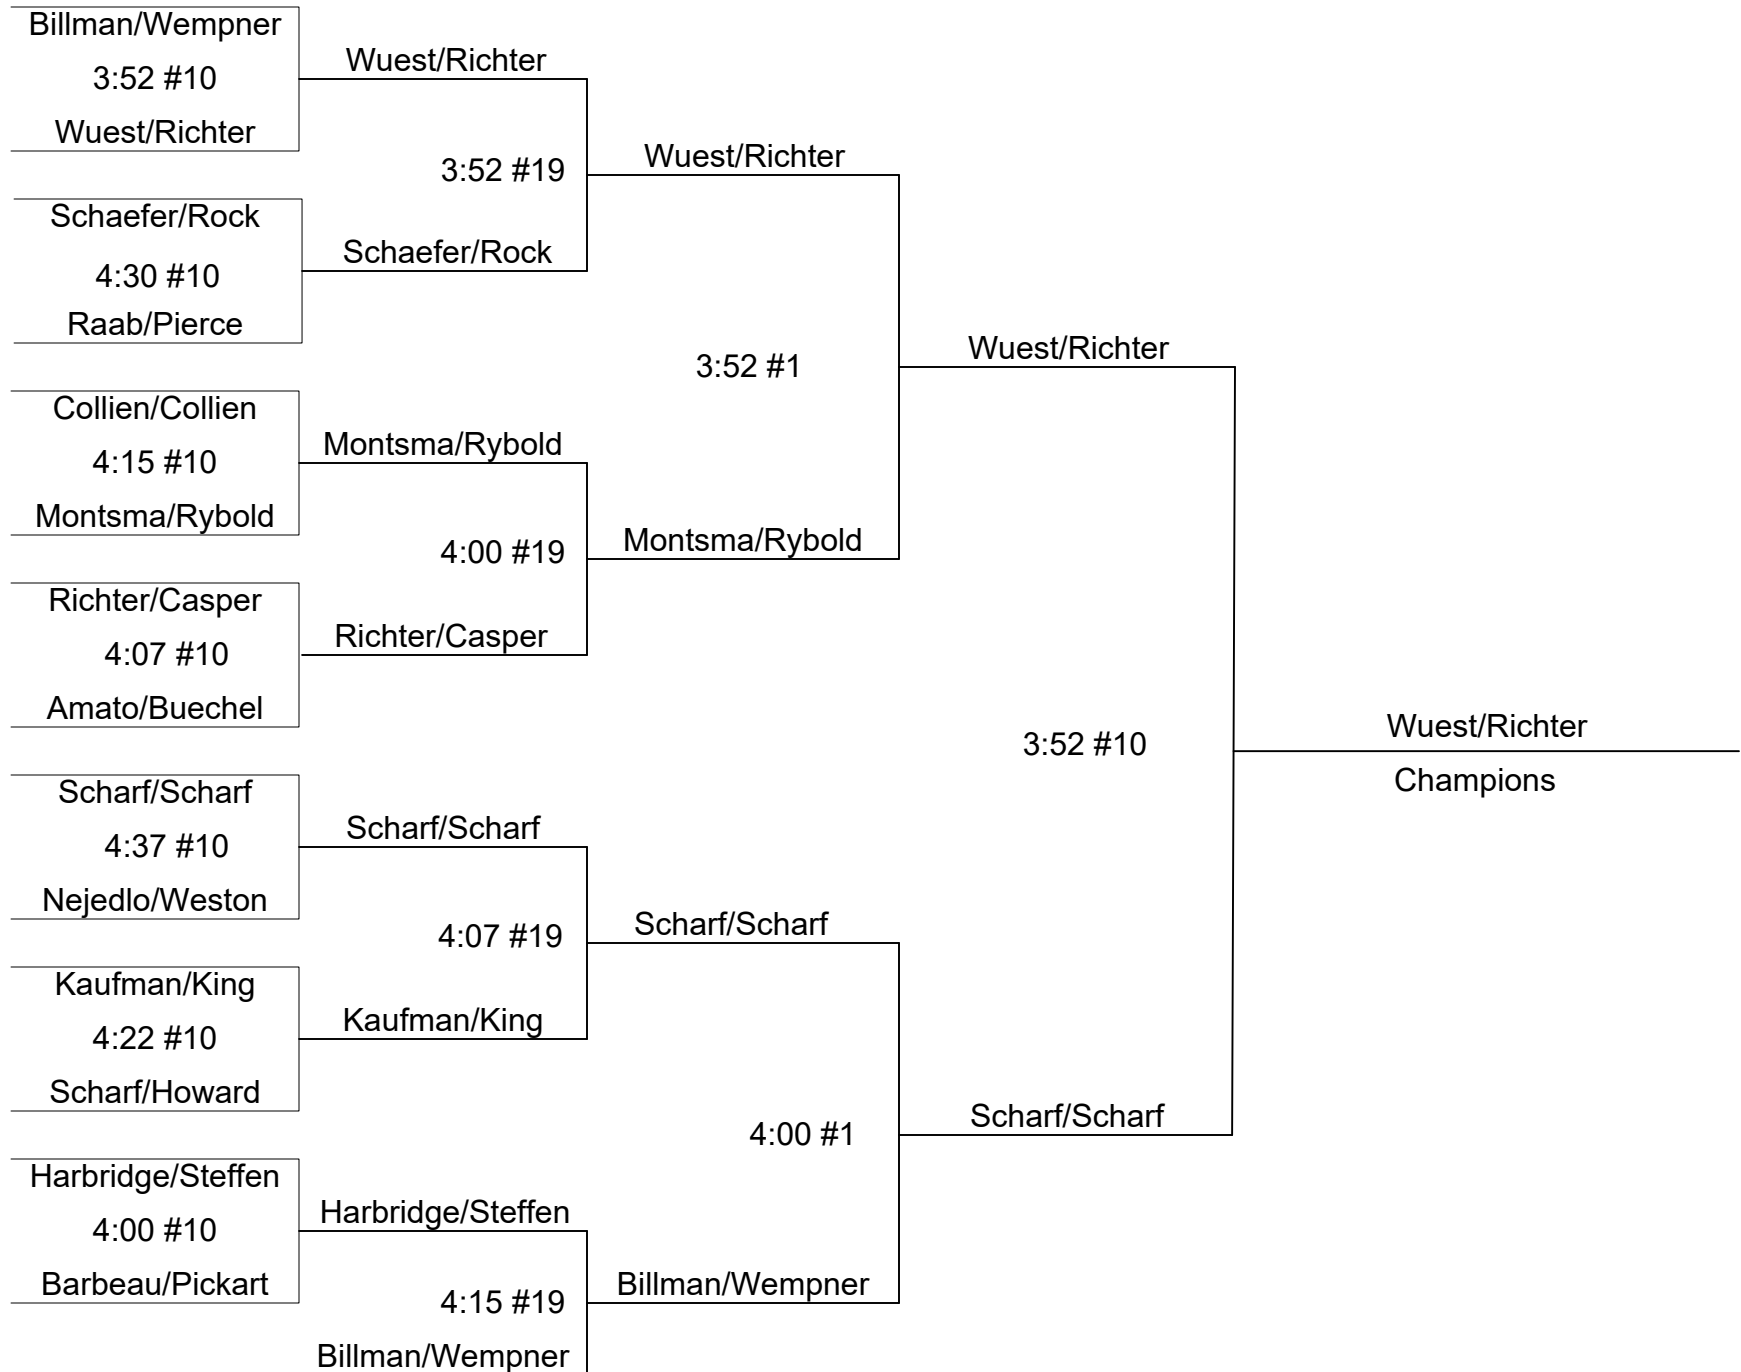 Billman/Wempner
3:52 #10
Wuest/Richter
Schaefer/Rock
4:30 #10
Raab/Pierce
Collien/Collien
4:15 #10
Montsma/Rybold
Richter/Casper
4:07 #10
Amato/Buechel
Scharf/Scharf
4:37 #10
Nejedlo/Weston
Kaufman/King
4:22 #10
Scharf/Howard
Harbridge/Steffen
4:00 #10
Barbeau/Pickart
Wuest/Richter
3:52 #19
Schaefer/Rock
Montsma/Rybold
4:00 #19
Richter/Casper
Scharf/Scharf
4:07 #19
Kaufman/King
Harbridge/Steffen
4:15 #19
Billman/Wempner
Wuest/Richter
3:52 #1
Montsma/Rybold
Scharf/Scharf
4:00 #1
Billman/Wempner
Wuest/Richter
3:52 #10
Scharf/Scharf
Wuest/Richter
Champions